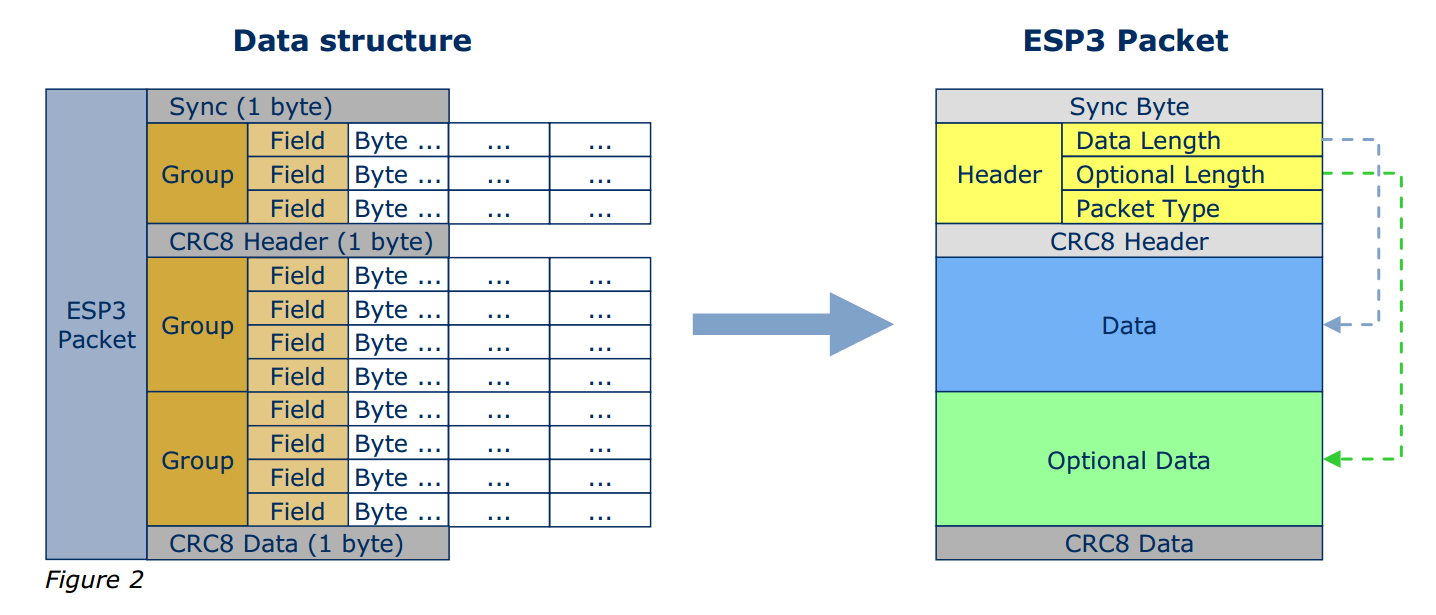 Data structure
ESP3 Packet
ESP3
Packet
Sync (1 byte)
Group
Field Byte ... ... ...
Field Byte ... ... ...
Field Byte ... ... ...
CRC8 Header (1 byte)
Group
Field Byte ... ... ...
Field Byte ... ... ...
Field Byte ... ... ...
Field Byte ... ... ...
Group
Field Byte ... ... ...
Field Byte ... ... ...
Field Byte ... ... ...
Field Byte ... ... ...
CRC8 Data (1 byte)
Sync Byte
Header
Data Length
Optional Length
Packet Type
CRC8 Header
Data
Optional Data
CRC8 Data
Figure 2